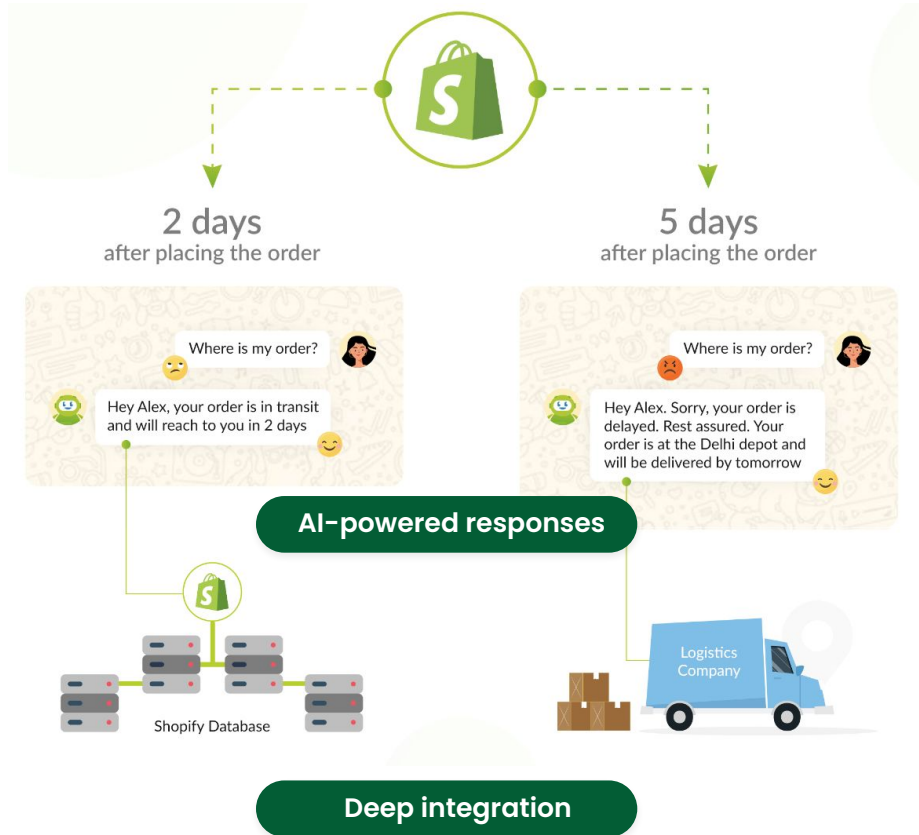 S
2 days
after placing the order
Where is my order?
Hey Alex, your order is in transit
and will reach to you in 2 days
5 days
after placing the order
Where is my order?
Hey Alex. Sorry, your order is
delayed. Rest assured. Your
order is at the Delhi depot and
will be delivered by tomorrow
AI-powered responses
S
Shopify Database
Logistics
Company
Deep integration